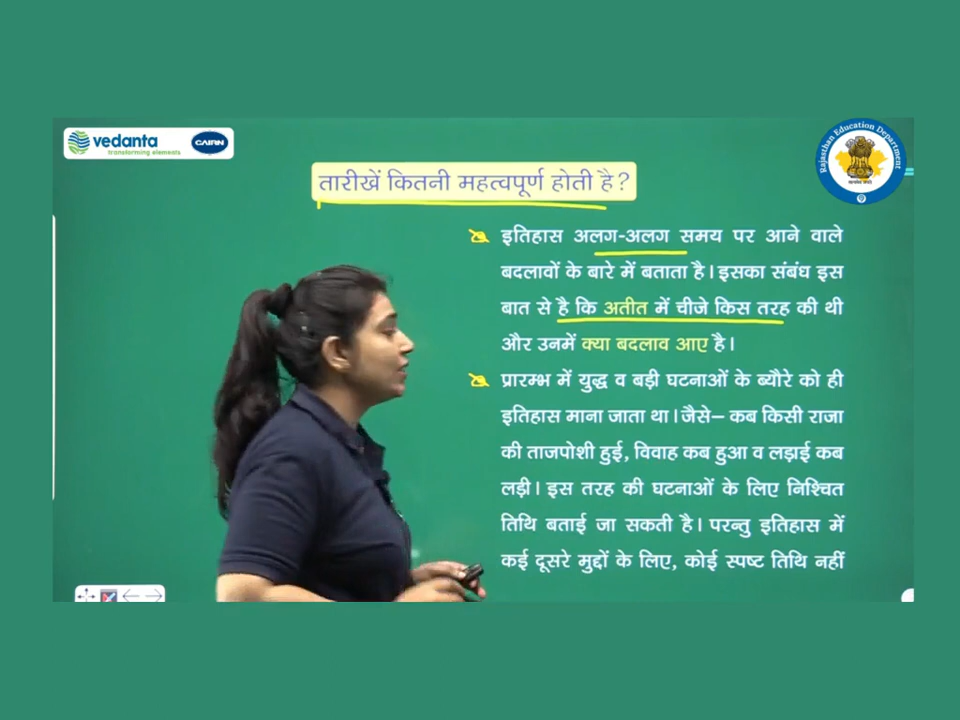 vedanta
transforming elements
CAIRN
Rajasthan Education Department
तारीखें कितनी महत्वपूर्ण होती है?
इतिहास अलग-अलग समय पर आने वाले
बदलावों के बारे में बताता है। इसका संबंध इस
बात से है कि अतीत में चीजे किस तरह की थी
और उनमें क्या बदलाव आए है।
प्रारम्भ में युद्ध व बड़ी घटनाओं के ब्यौरे को ही
इतिहास माना जाता था। जैसे– कब किसी राजा
की ताजपोशी हुई, विवाह कब हुआ व लड़ाई कब
लड़ी। इस तरह की घटनाओं के लिए निश्चित
तिथि बताई जा सकती है। परन्तु इतिहास में
कई दूसरे मुद्दों के लिए, कोई स्पष्ट तिथि नहीं